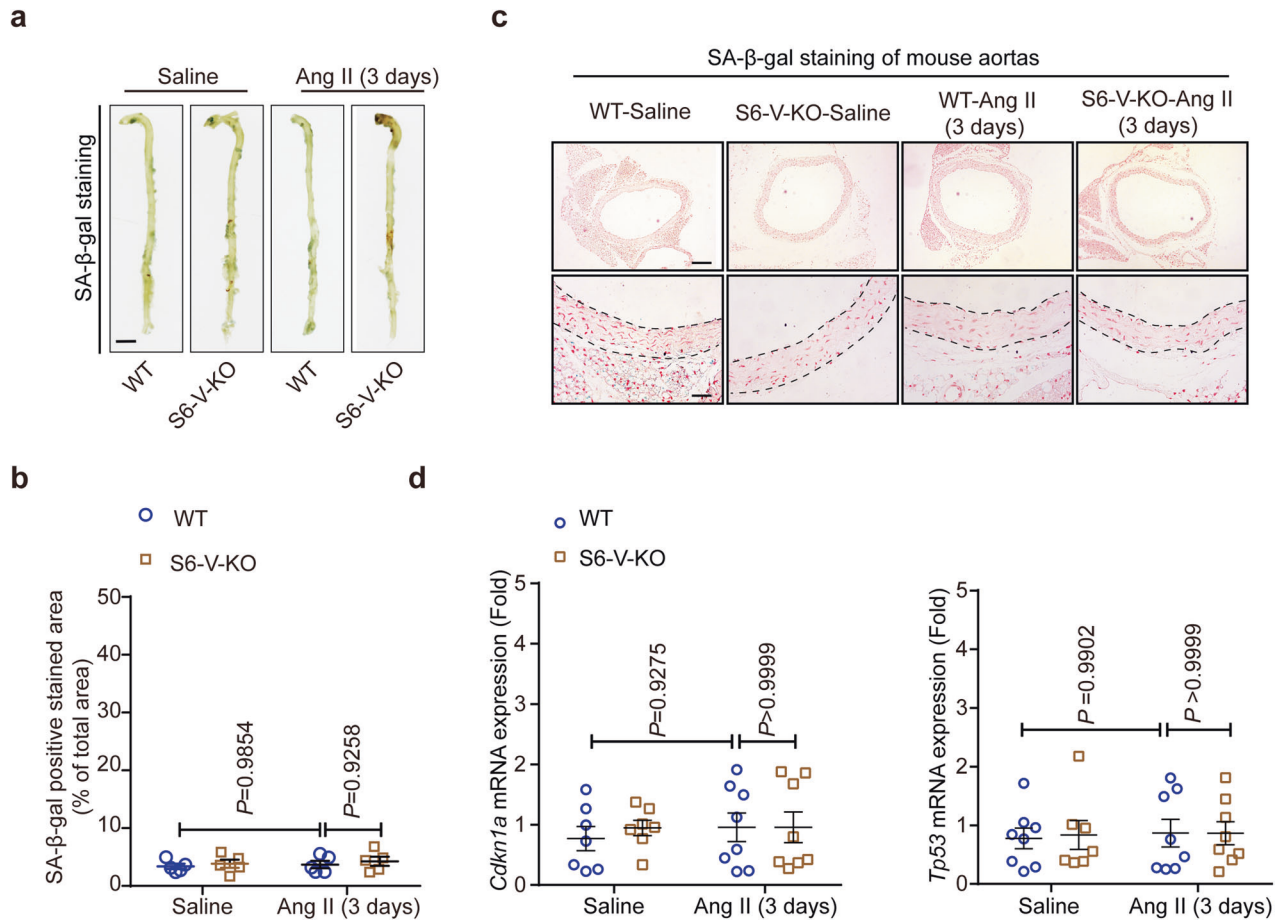 a
Saline
Ang II (3 days)
SA-β-gal staining
WT
S6-V-KO
WT
S6-V-KO
c
SA-β-gal staining of mouse aortas
WT-Saline
S6-V-KO-Saline
WT-Ang II
(3 days)
S6-V-KO-Ang II
(3 days)
b
WT
S6-V-KO
SA-β-gal positive stained area
(% of total area)
50
40
30
20
10
0
P=0.9854
P=0.9258
Saline
Ang II (3 days)
d
WT
S6-V-KO
Cdkn1a mRNA expression (Fold)
5
4
3
2
1
0
P=0.9275
P>0.9999
Saline
Ang II (3 days)
Tp53 mRNA expression (Fold)
5
4
3
2
1
0
P =0.9902
P >0.9999
Saline
Ang II (3 days)